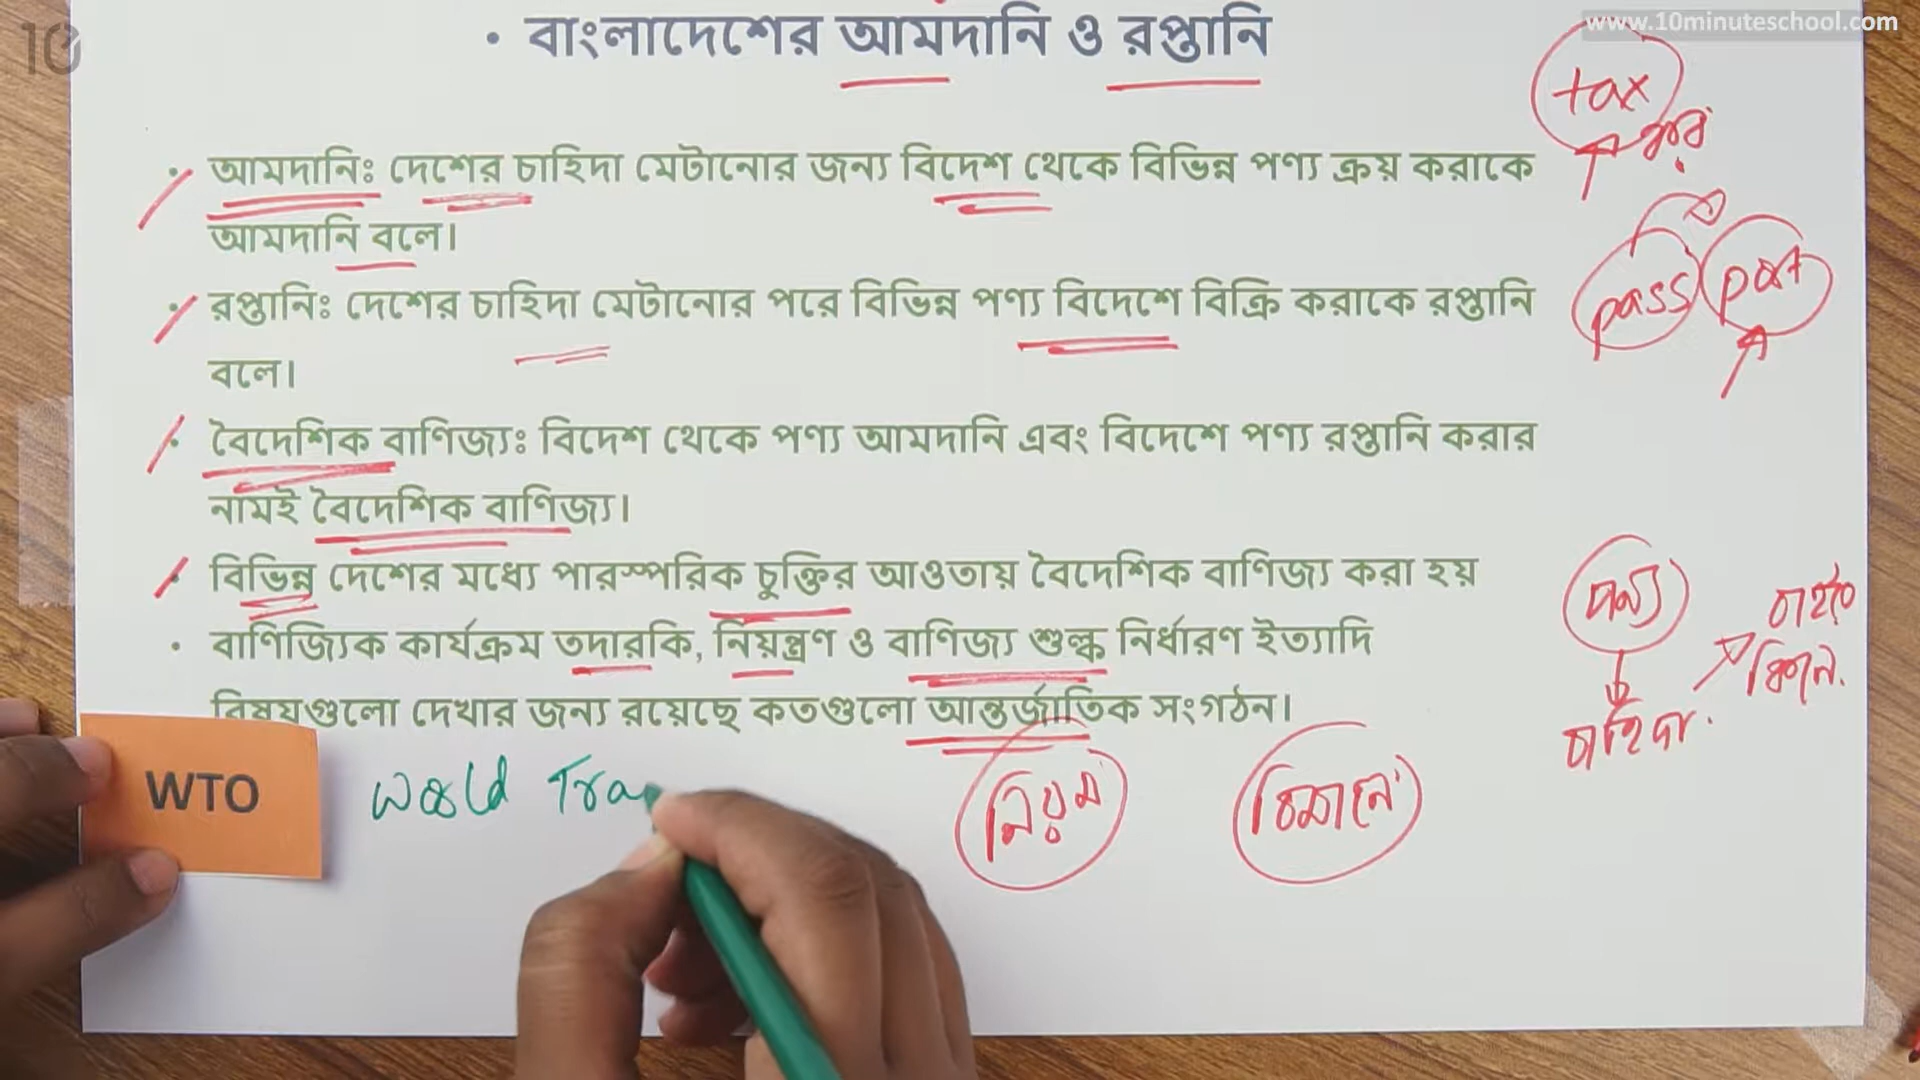 10
www.10minuteschool.com
• বাংলাদেশের আমদানি ও রপ্তানি
• আমদানিঃ দেশের চাহিদা মেটানোর জন্য বিদেশ থেকে বিভিন্ন পণ্য ক্রয় করাকে
আমদানি বলে।
• রপ্তানিঃ দেশের চাহিদা মেটানোর পরে বিভিন্ন পণ্য বিদেশে বিক্রি করাকে রপ্তানি
বলে।
• বৈদেশিক বাণিজ্যঃ বিদেশ থেকে পণ্য আমদানি এবং বিদেশে পণ্য রপ্তানি করার
নামই বৈদেশিক বাণিজ্য।
• বিভিন্ন দেশের মধ্যে পারস্পরিক চুক্তির আওতায় বৈদেশিক বাণিজ্য করা হয়
• বাণিজ্যিক কার্যক্রম তদারকি, নিয়ন্ত্রণ ও বাণিজ্য শুল্ক নির্ধারণ ইত্যাদি
বিষয়গুলো দেখার জন্য রয়েছে কতগুলো আন্তর্জাতিক সংগঠন।
WTO
World Tra
নিয়ম
tax
কর
pass port
চাহিদা